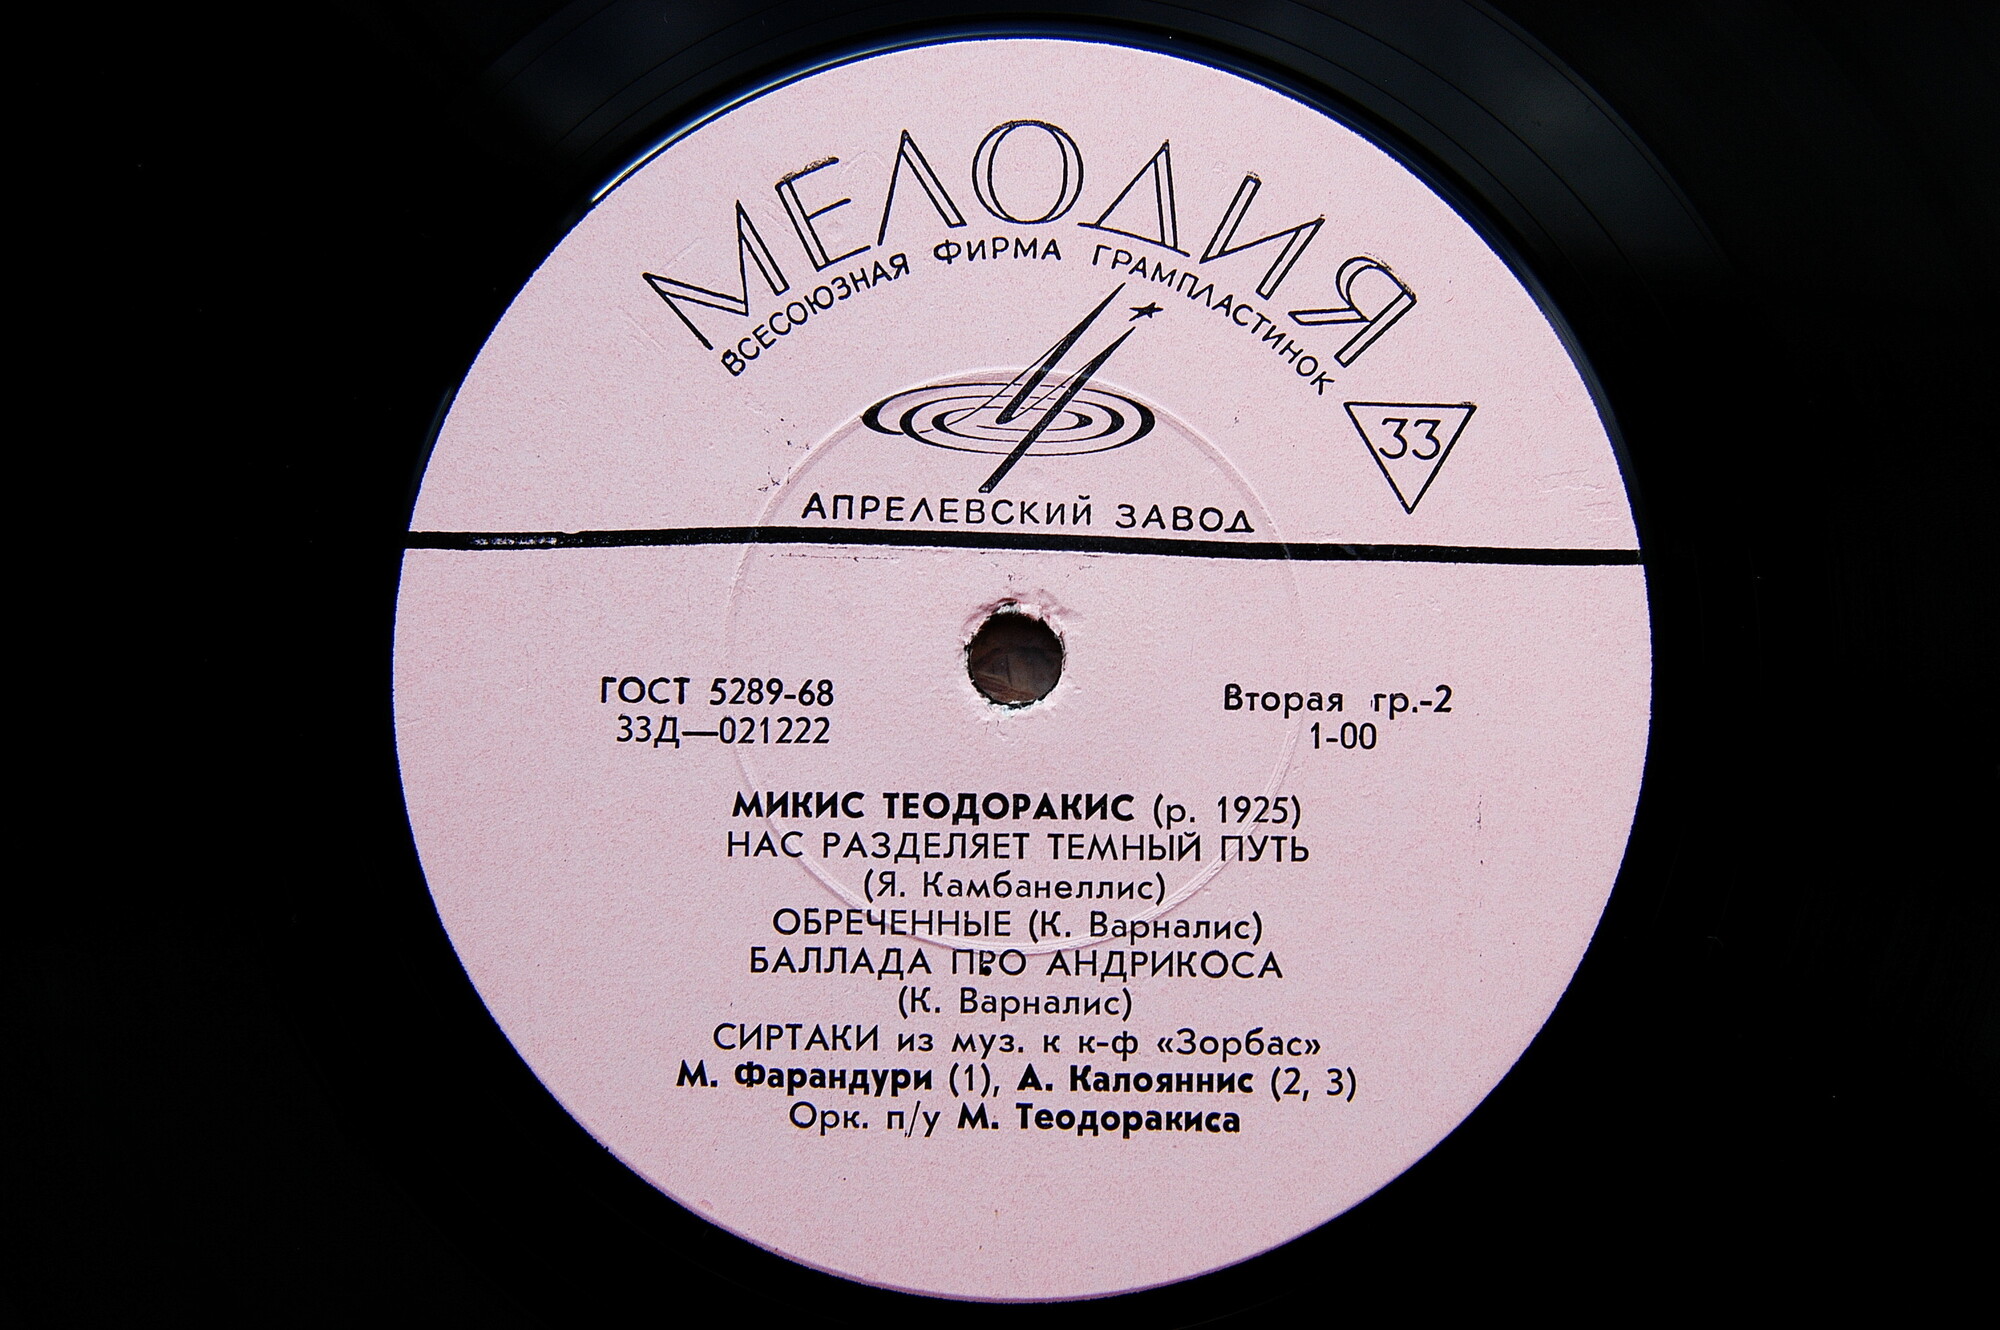 МЕЛОДИЯ
ВСЕСОЮЗНАЯ ФИРМА ГРАМПЛАСТИНОК
33
АПРЕЛЕВСКИЙ ЗАВОД
ГОСТ 5289-68
33Д—021222
Вторая гр.-2
1-00
МИКИС ТЕОДОРАКИС (р. 1925)
НАС РАЗДЕЛЯЕТ ТЕМНЫЙ ПУТЬ
(Я. Камбанеллис)
ОБРЕЧЕННЫЕ (К. Варналис)
БАЛЛАДА ПРО АНДРИКОСА
(К. Варналис)
СИРТАКИ из муз. к к-ф «Зорбас»
М. Фарандури (1), А. Калояннис (2, 3)
Орк. п/у М. Теодоракиса